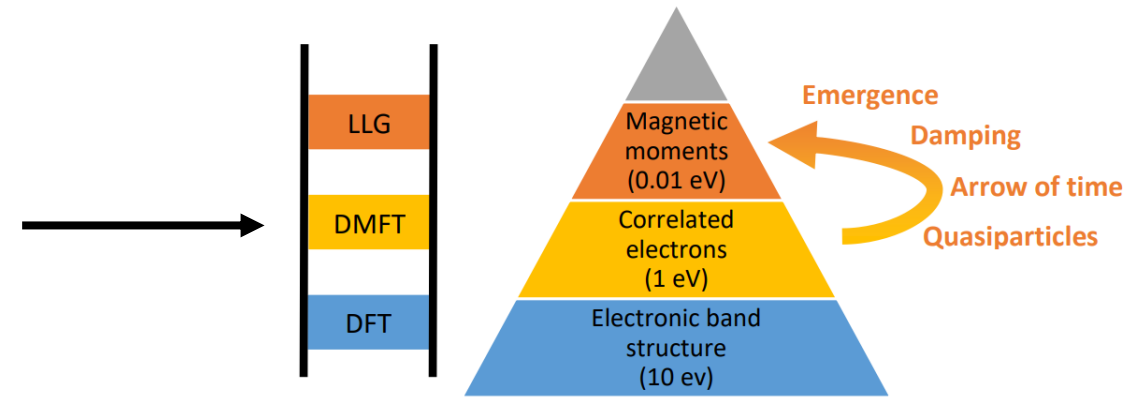 LLG
DMFT
DFT
Magnetic
moments
(0.01 eV)
Correlated
electrons
(1 eV)
Electronic band
structure
(10 ev)
Emergence
Damping
Arrow of time
Quasiparticles